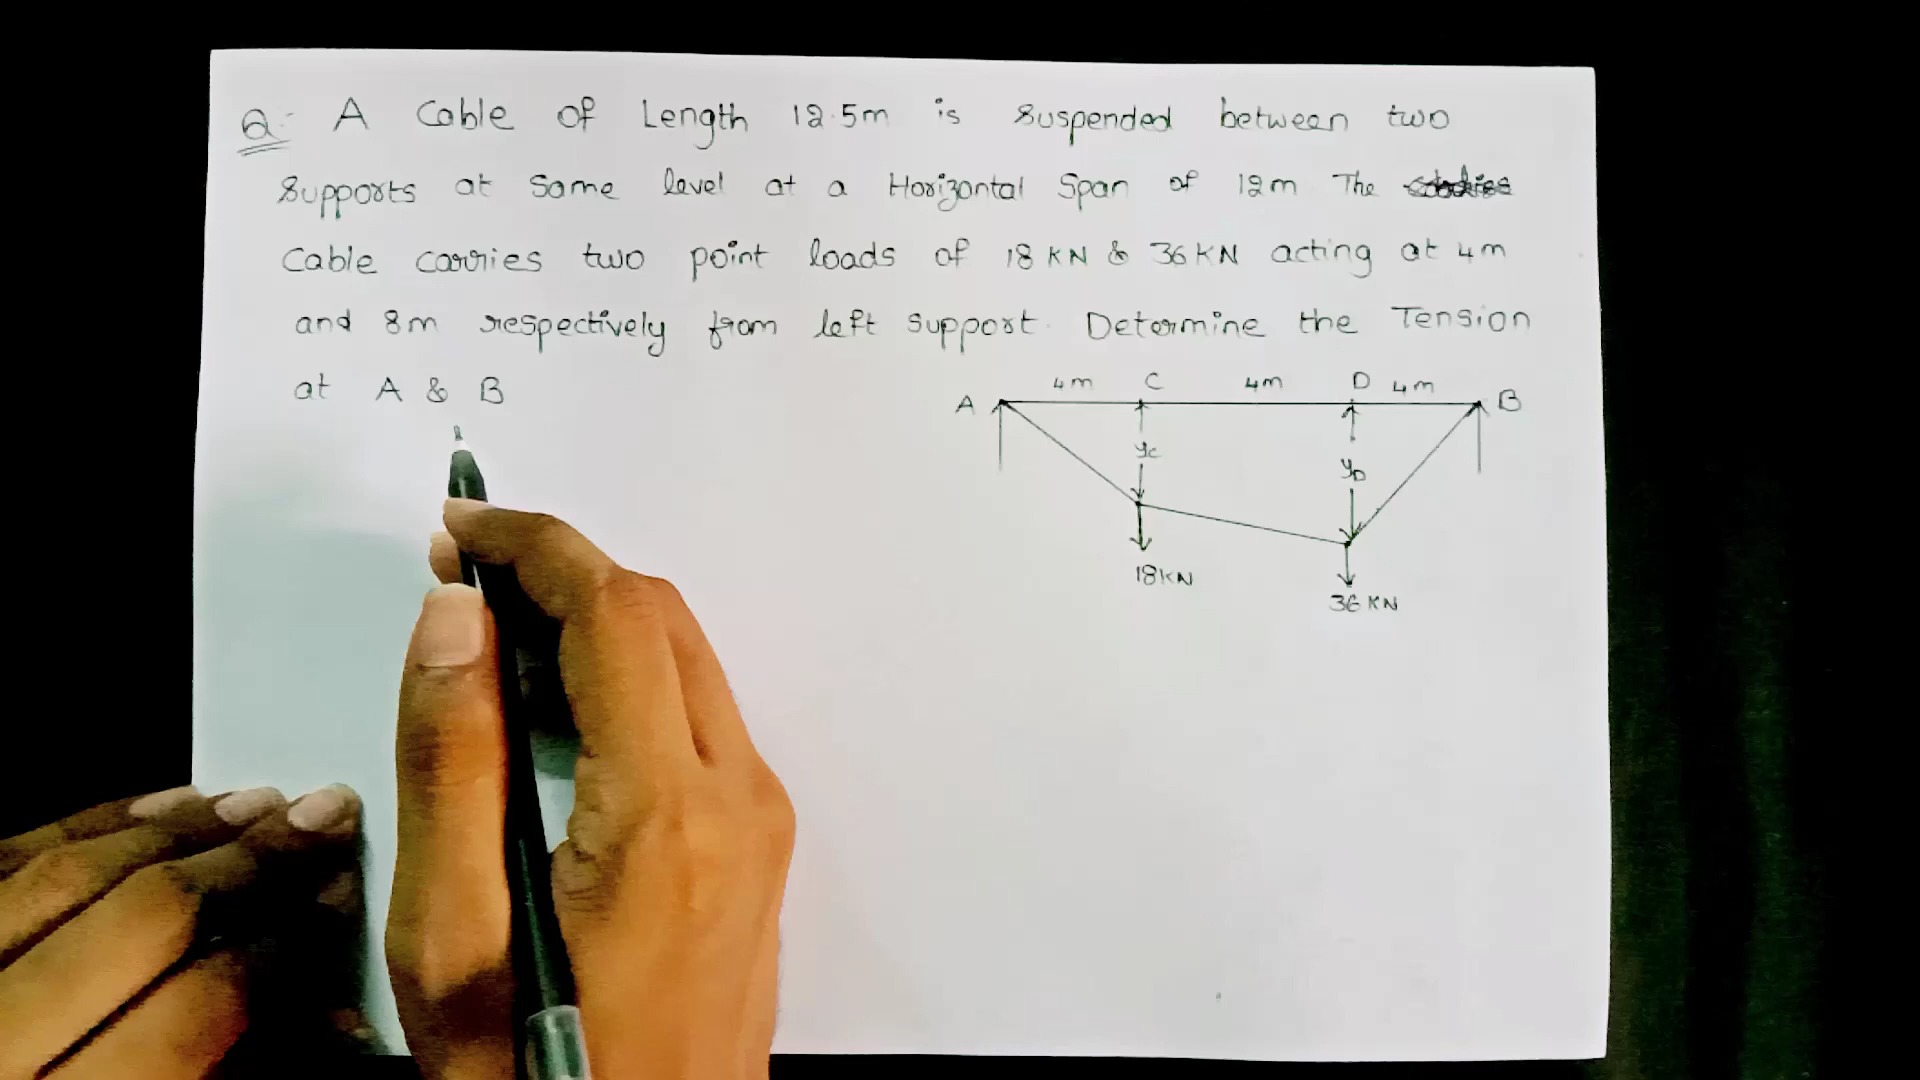 Q:- A Cable of Length 12.5m is Suspended between two
Supports at Same level at a Horizontal Span of 12m The
Cable carries two point loads of 18 KN & 36 KN acting at 4m
and 8m respectively from left support. Determine the Tension
at A & B
4m C 4m D 4m
A B
yc
yD
18KN
36 KN